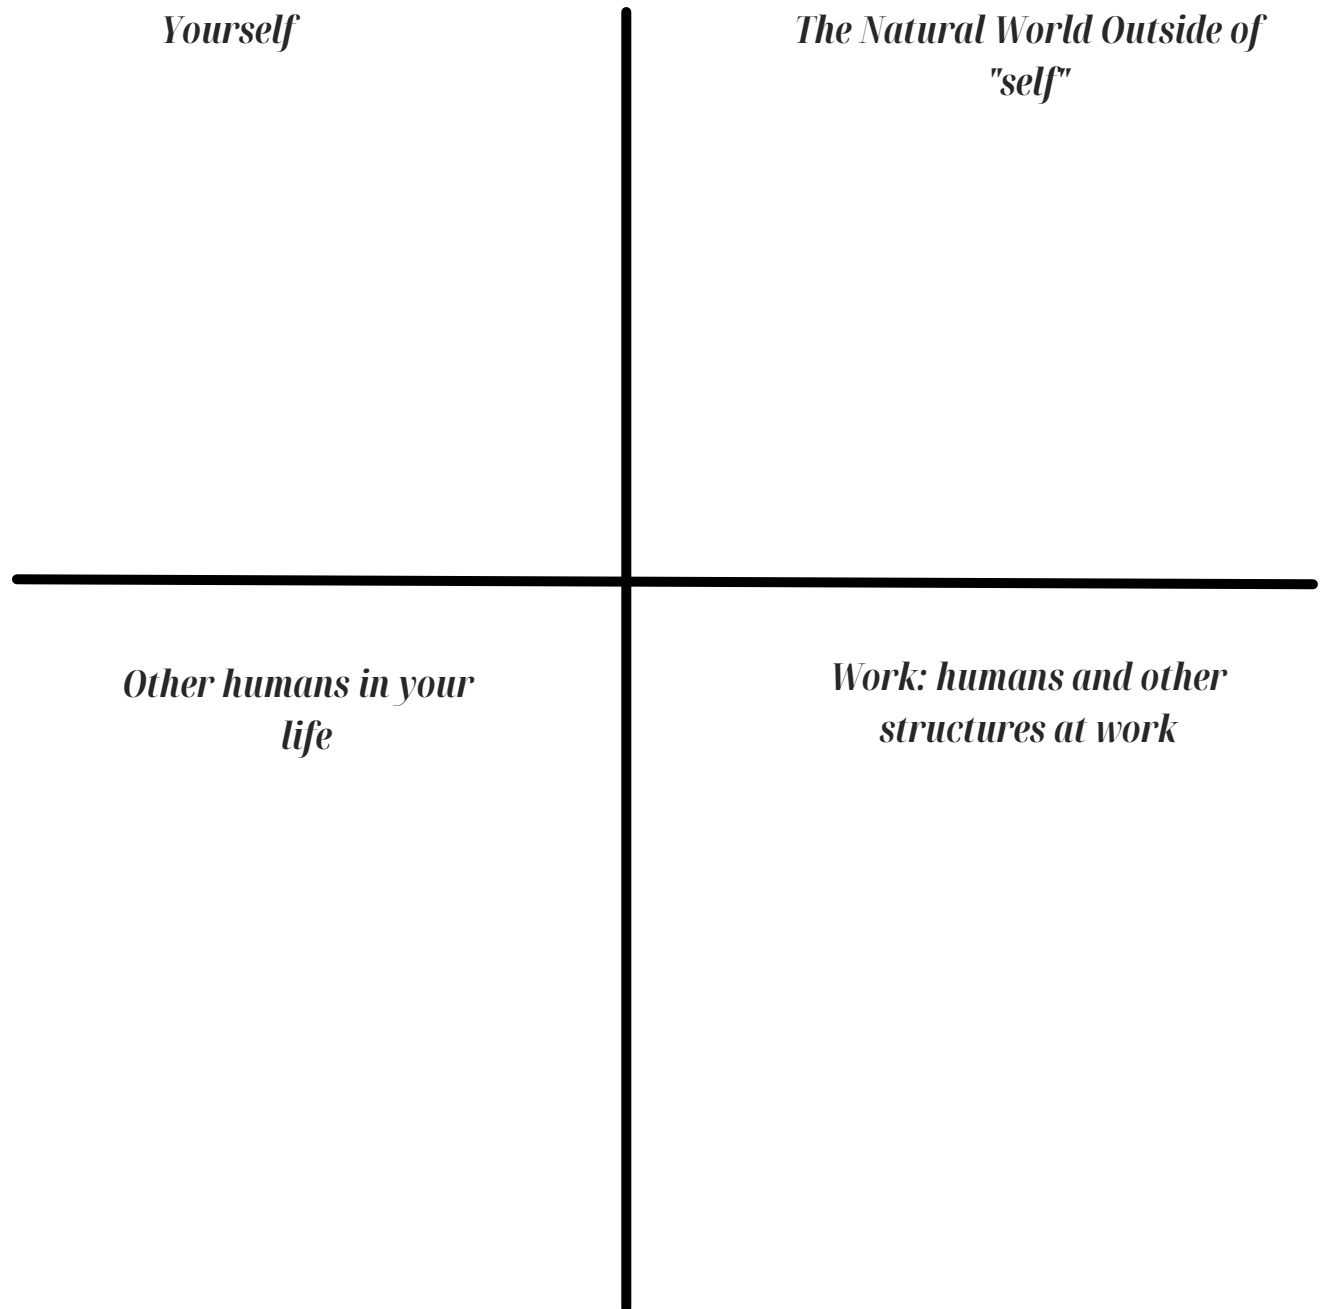 Yourself
The Natural World Outside of
"self"
Other humans in your
life
Work: humans and other
structures at work